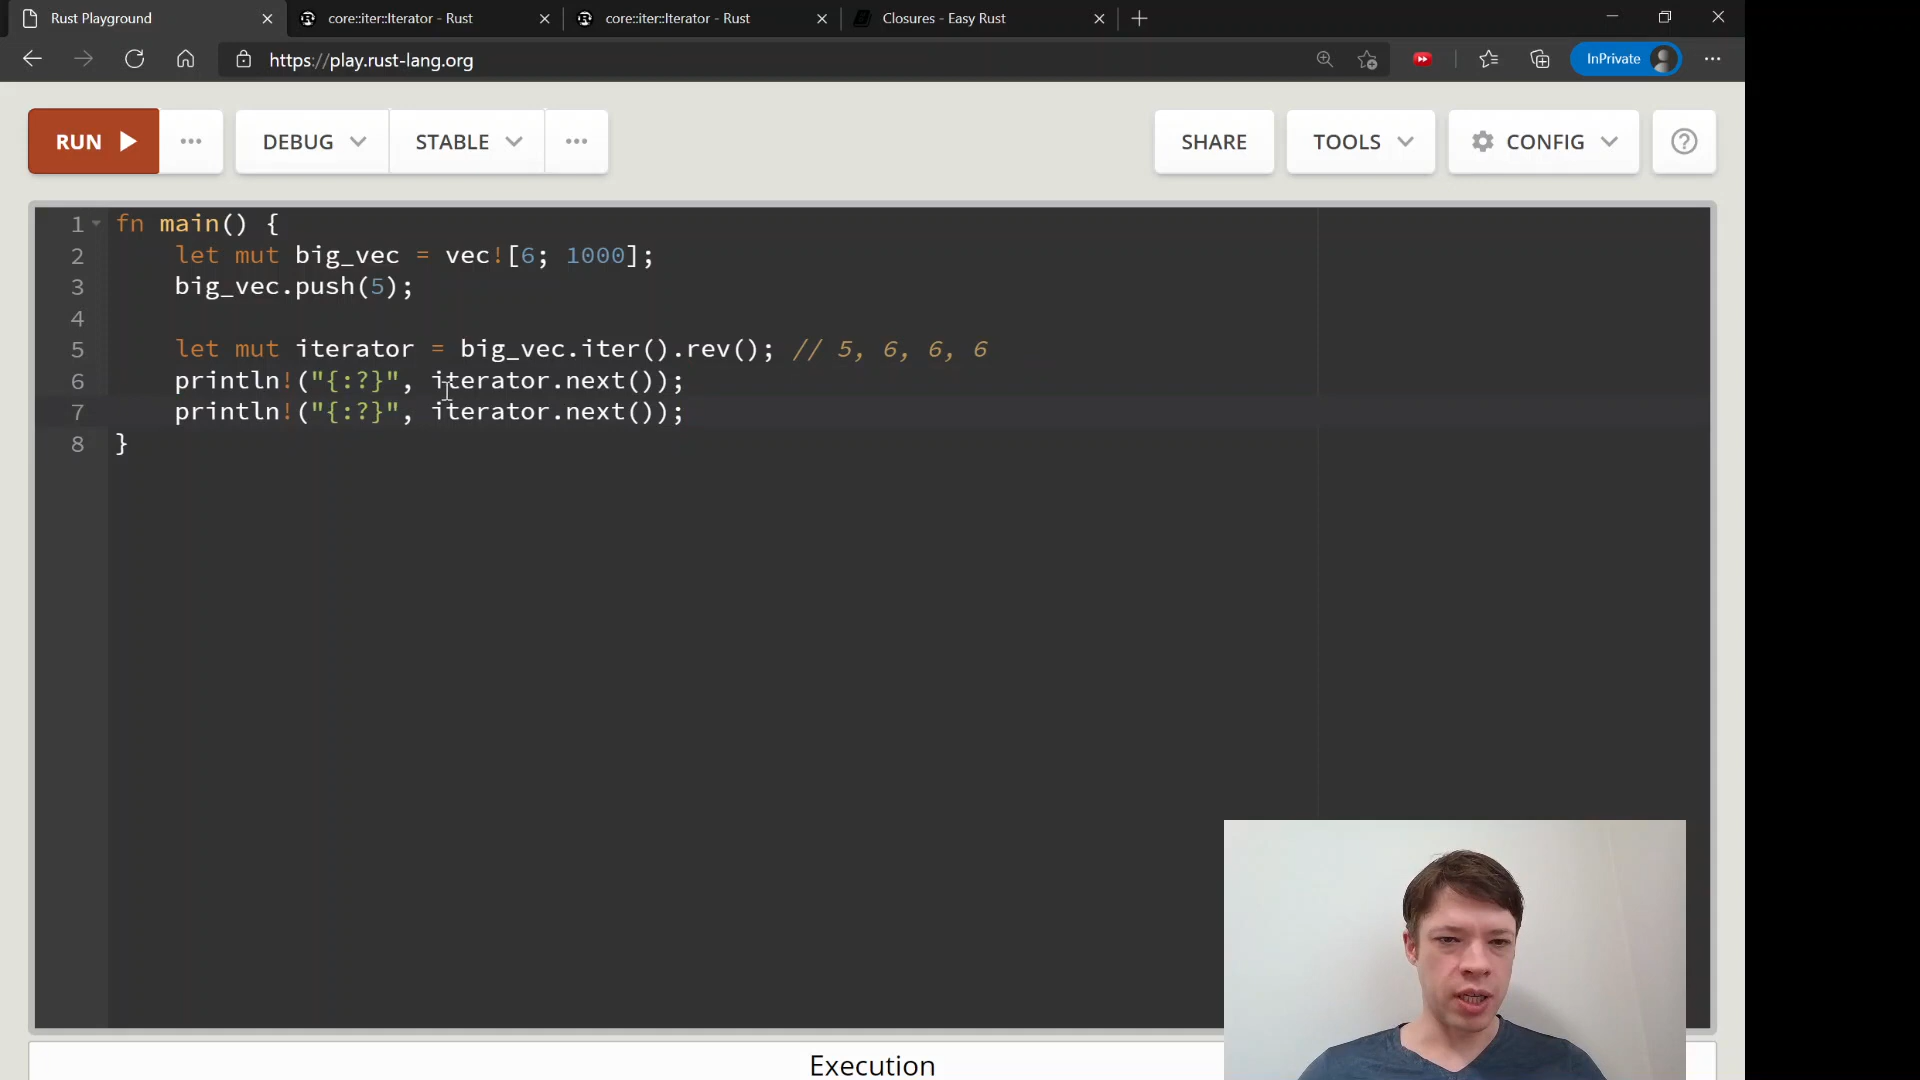 Rust Playground
core::iter::Iterator - Rust
core::iter::Iterator - Rust
Closures - Easy Rust
https://play.rust-lang.org
InPrivate
RUN
DEBUG
STABLE
SHARE
TOOLS
CONFIG
1 fn main() {
2 let mut big_vec = vec![6; 1000];
3 big_vec.push(5);
4
5 let mut iterator = big_vec.iter().rev(); // 5, 6, 6, 6
6 println!("{:?}", iterator.next());
7 println!("{:?}", iterator.next());
8 }
Execution